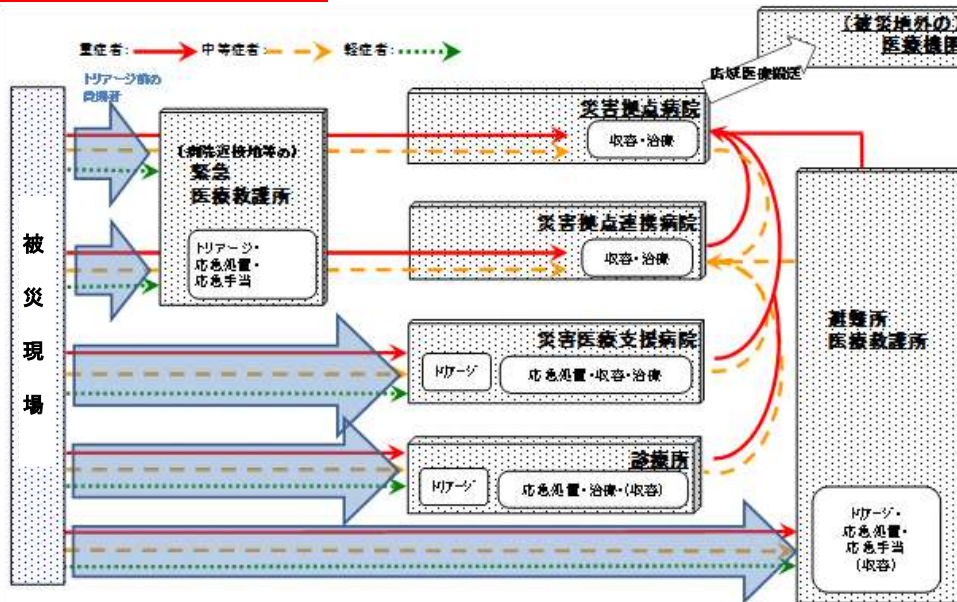 重症者:
中等症者:
軽症者:
(被災地外の)
医療機関
広域医療搬送
トリアージ前の
負傷者
被災現場
(病院近接地等の)
緊急
医療救護所
トリアージ・
応急処置・
応急手当
災害拠点病院
収容・治療
災害拠点連携病院
収容・治療
災害医療支援病院
トリアージ
応急処置・収容・治療
診療所
トリアージ
応急処置・治療・(収容)
避難所
医療救護所
トリアージ・
応急処置・
応急手当
(収容)